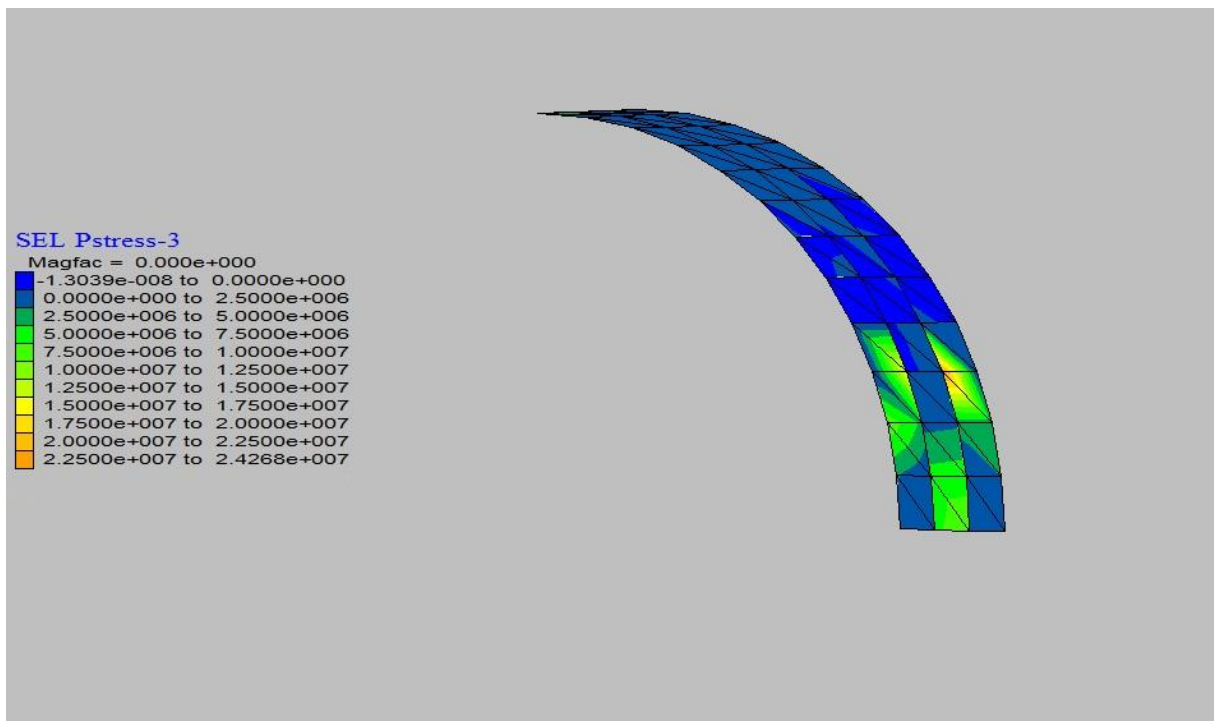 SEL Pstress-3
Magfac = 0.000e+000
-1.3039e-008 to 0.0000e+000
0.0000e+000 to 2.5000e+006
2.5000e+006 to 5.0000e+006
5.0000e+006 to 7.5000e+006
7.5000e+006 to 1.0000e+007
1.0000e+007 to 1.2500e+007
1.2500e+007 to 1.5000e+007
1.5000e+007 to 1.7500e+007
1.7500e+007 to 2.0000e+007
2.0000e+007 to 2.2500e+007
2.2500e+007 to 2.4268e+007